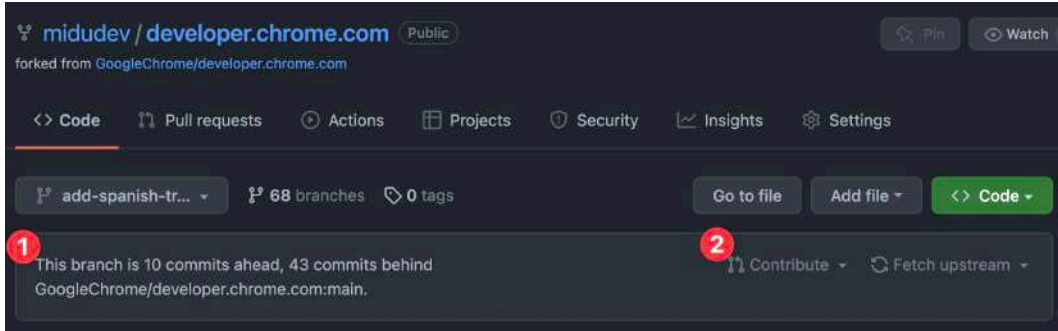 midudev / developer.chrome.com Public Pin Watch
forked from GoogleChrome/developer.chrome.com
<> Code Pull requests Actions Projects Security Insights Settings
add-spanish-tr... 68 branches 0 tags Go to file Add file <> Code
1 2
This branch is 10 commits ahead, 43 commits behind Contribute Fetch upstream
GoogleChrome/developer.chrome.com:main.